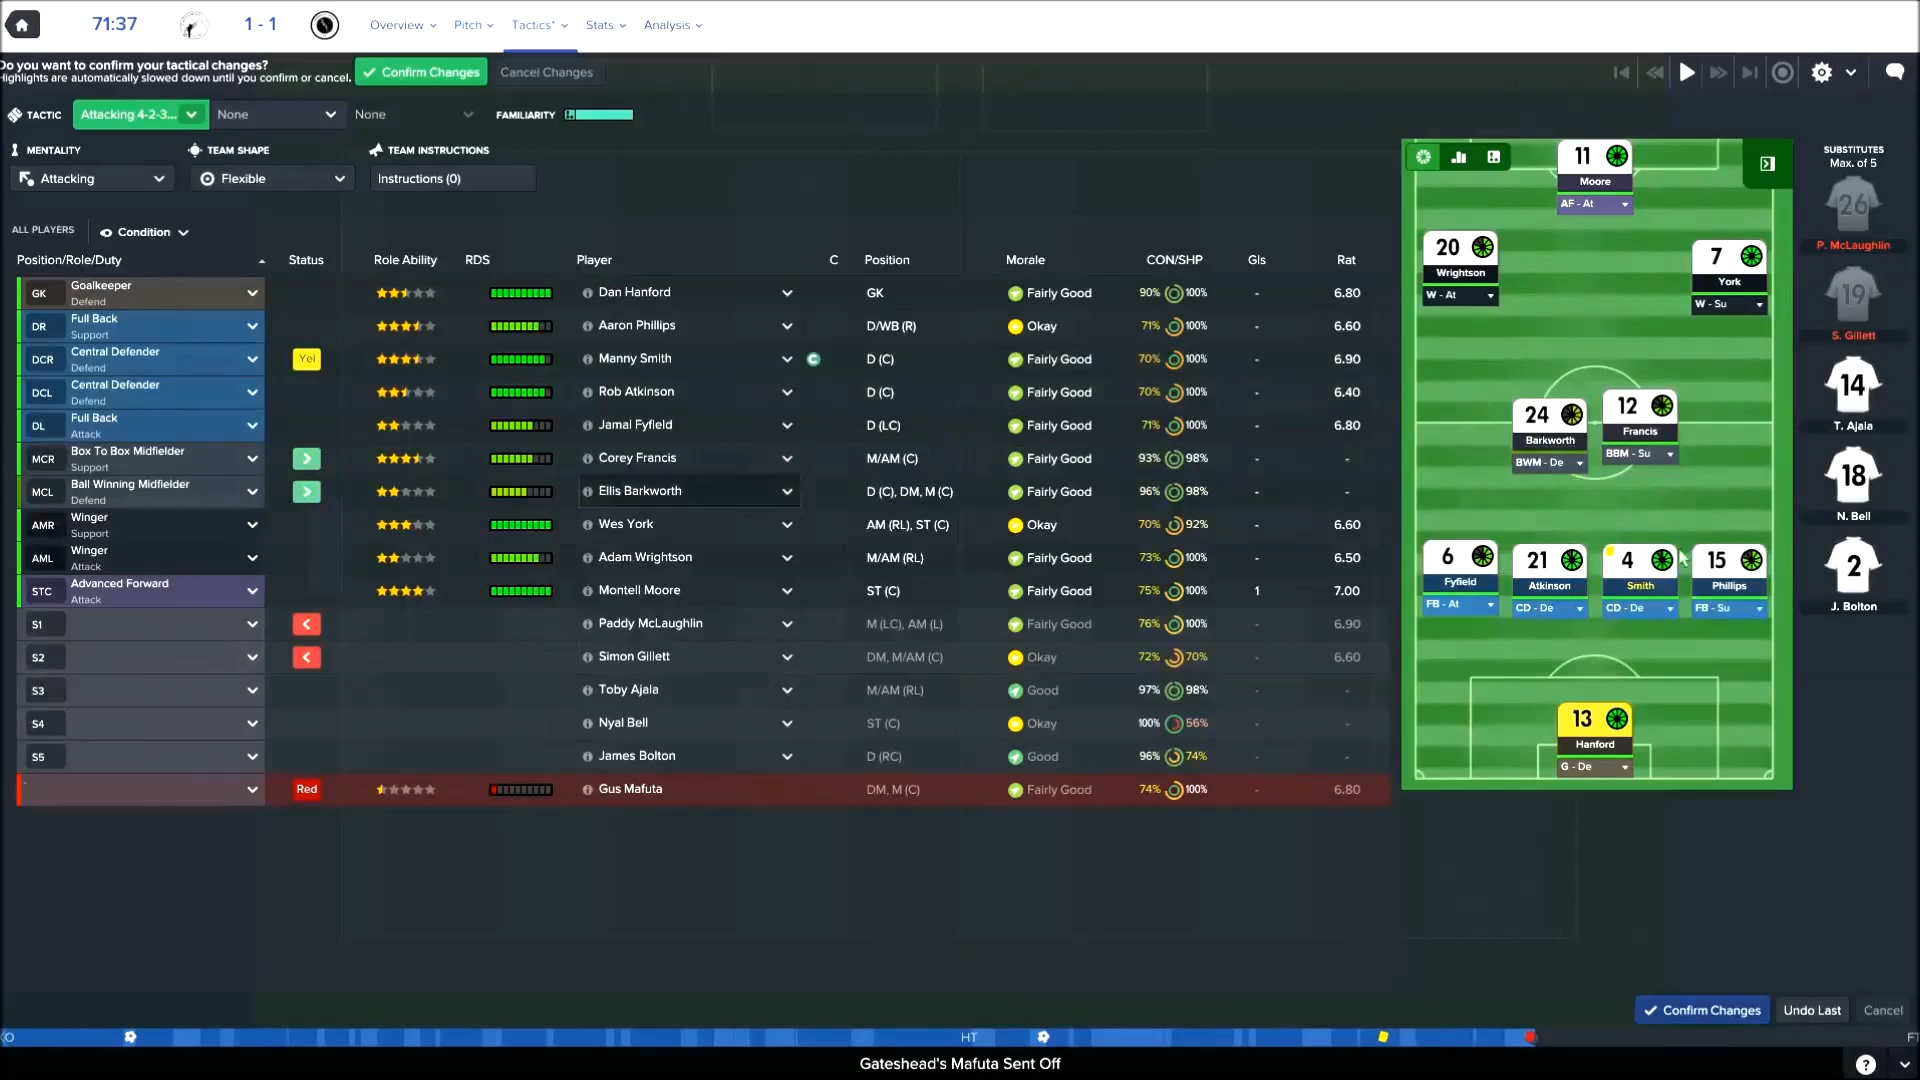 71:37
1 - 1
Overview
Pitch
Tactics*
Stats
Analysis
Do you want to confirm your tactical changes?
Highlights are automatically slowed down until you confirm or cancel.
Confirm Changes
Cancel Changes
TACTIC
Attacking 4-2-3...
None
None
FAMILIARITY
MENTALITY
TEAM SHAPE
TEAM INSTRUCTIONS
Attacking
Flexible
Instructions (0)
ALL PLAYERS
Condition
Position/Role/Duty Status Role Ability RDS Player C Position Morale CON/SHP Gls Rat
GK Goalkeeper Defend Dan Hanford GK Fairly Good 90% 100% - 6.80
DR Full Back Support Aaron Phillips D/WB (R) Okay 71% 100% - 6.60
DCR Central Defender Defend Yel Manny Smith C D (C) Fairly Good 70% 100% - 6.90
DCL Central Defender Defend Rob Atkinson D (C) Fairly Good 70% 100% - 6.40
DL Full Back Attack Jamal Fyfield D (LC) Fairly Good 71% 100% - 6.80
MCR Box To Box Midfielder Support Corey Francis M/AM (C) Fairly Good 93% 98% - -
MCL Ball Winning Midfielder Defend Ellis Barkworth D (C), DM, M (C) Fairly Good 96% 98% - -
AMR Winger Support Wes York AM (RL), ST (C) Okay 70% 92% - 6.60
AML Winger Attack Adam Wrightson M/AM (RL) Fairly Good 73% 100% - 6.50
STC Advanced Forward Attack Montell Moore ST (C) Fairly Good 75% 100% 1 7.00
S1 Paddy McLaughlin M (LC), AM (L) Fairly Good 76% 100% - 6.90
S2 Simon Gillett DM, M/AM (C) Okay 72% 70% - 6.60
S3 Toby Ajala M/AM (RL) Good 97% 98% - -
S4 Nyal Bell ST (C) Okay 100% 56% - -
S5 James Bolton D (RC) Good 96% 74% - -
- Red Gus Mafuta DM, M (C) Fairly Good 74% 100% - 6.80
11
Moore
AF - At
20
Wrightson
W - At
7
York
W - Su
24
Barkworth
BWM - De
12
Francis
BBM - Su
6
Fyfield
FB - At
21
Atkinson
CD - De
4
Smith
CD - De
15
Phillips
FB - Su
13
Hanford
G - De
SUBSTITUTES
Max. of 5
26
P. McLaughlin
19
S. Gillett
14
T. Ajala
18
N. Bell
2
J. Bolton
Confirm Changes
Undo Last
Cancel
HT
Gateshead's Mafuta Sent Off
?